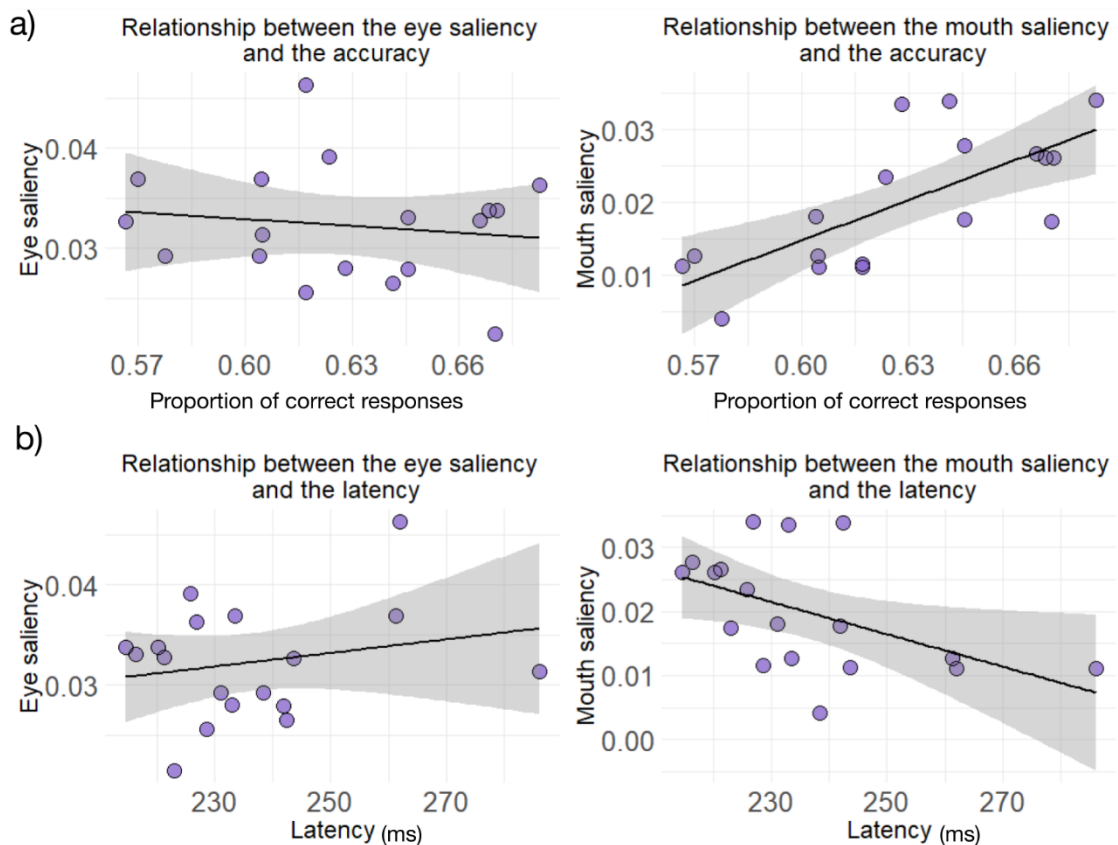 a)
Relationship between the eye saliency
and the accuracy
Eye saliency
0.04
0.03
0.57 0.60 0.63 0.66
Proportion of correct responses
Relationship between the mouth saliency
and the accuracy
Mouth saliency
0.03
0.02
0.01
0.57 0.60 0.63 0.66
Proportion of correct responses
b)
Relationship between the eye saliency
and the latency
Eye saliency
0.04
0.03
230 250 270
Latency (ms)
Relationship between the mouth saliency
and the latency
Mouth saliency
0.03
0.02
0.01
0.00
230 250 270
Latency (ms)